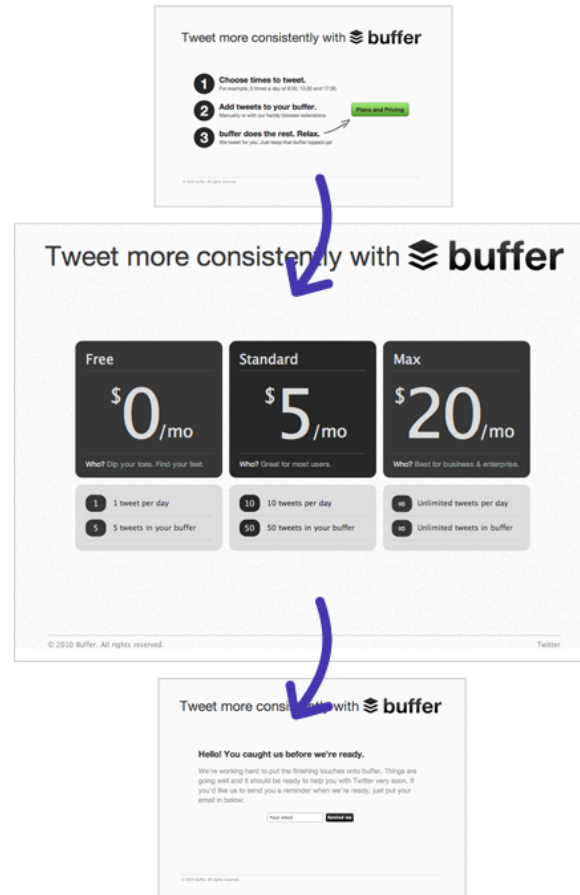 Tweet more consistently with buffer
1 Choose times to tweet.
For example, 3 times a day at 9:30, 13:30 and 17:30.
2 Add tweets to your buffer.
Manually or with our handy browser extensions.
Plans and Pricing
3 buffer does the rest. Relax.
We tweet for you. Just keep that buffer topped up!
© 2010 buffer. All rights reserved.
Tweet more consistently with buffer
Free
$0/mo
Who? Dip your toes. Find your feet.
1 1 tweet per day
5 5 tweets in your buffer
Standard
$5/mo
Who? Great for most users.
10 10 tweets per day
50 50 tweets in your buffer
Max
$20/mo
Who? Best for business & enterprise.
∞ Unlimited tweets per day
∞ Unlimited tweets in buffer
© 2010 Buffer. All rights reserved.
Twitter
Tweet more consistently with buffer
Hello! You caught us before we're ready.
We're working hard to put the finishing touches onto buffer. Things are
going well and it should be ready to help you with Twitter very soon. If
you'd like us to send you a reminder when we're ready, just put your
email in below:
Your email
Remind me
© 2010 buffer. All rights reserved.